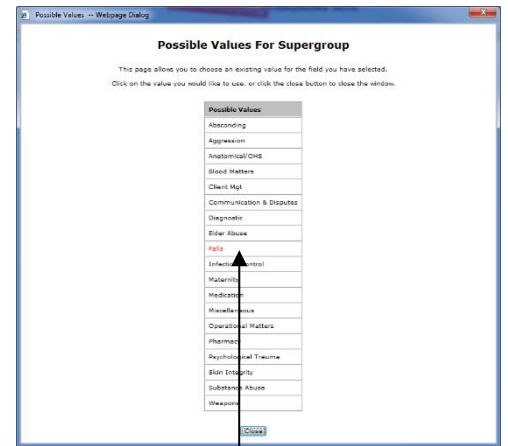 Possible Values -- Webpage Dialog
Possible Values For Supergroup
This page allows you to choose an existing value for the field you have selected.
Click on the value you would like to use, or click the close button to close the window.
Possible Values
Absconding
Aggression
Anatomical/OHS
Blood Matters
Client Mgt
Communication & Disputes
Diagnostic
Elder Abuse
Falls
Infection Control
Maternity
Medication
Miscellaneous
Operational Matters
Pharmacy
Psychological Trauma
Skin Integrity
Substance Abuse
Weapons
Close